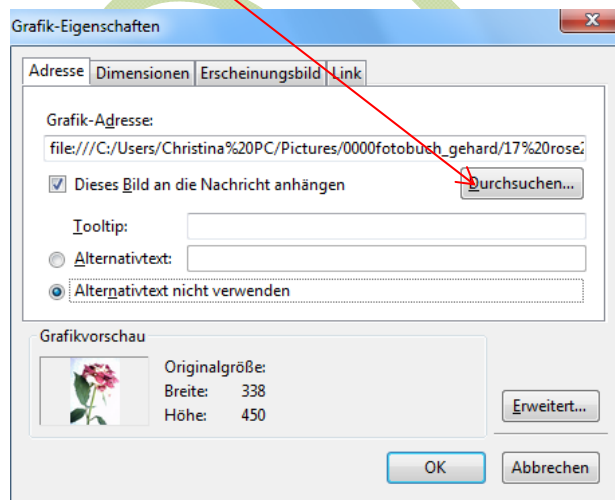 Grafik-Eigenschaften
x
Adresse Dimensionen Erscheinungsbild Link
Grafik-Adresse:
file:///C:/Users/Christina%20PC/Pictures/0000fotobuch_gehard/17%20rose2
Dieses Bild an die Nachricht anhängen
Durchsuchen...
Tooltip:
Alternativtext:
Alternativtext nicht verwenden
Grafikvorschau
Originalgröße:
Breite: 338
Höhe: 450
Erweitert...
OK Abbrechen